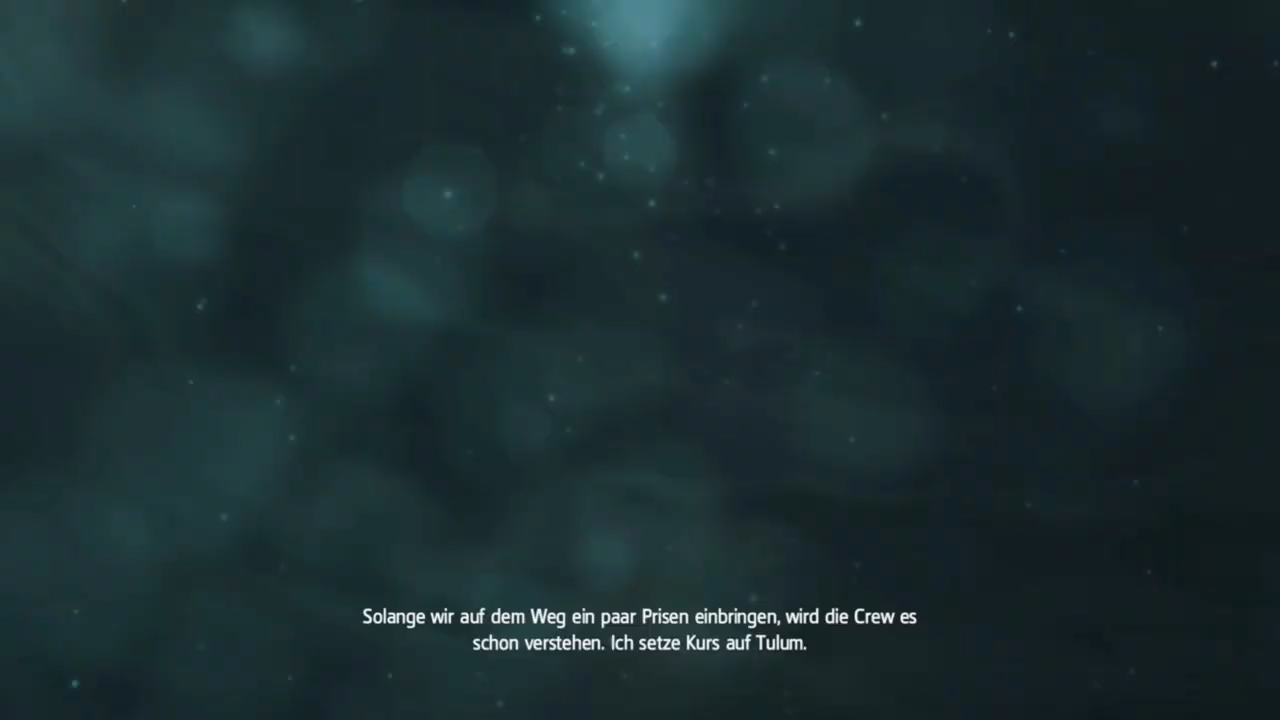 Solange wir auf dem Weg ein paar Prisen einbringen, wird die Crew es
schon verstehen. Ich setze Kurs auf Tulum.